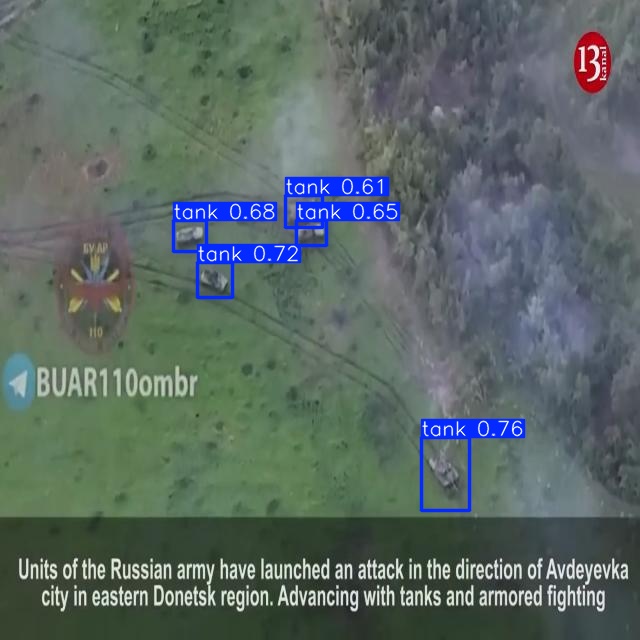 13
kanal
tank 0.61
tank 0.68
tank 0.65
tank 0.72
БУАР
110
BUAR110ombr
tank 0.76
Units of the Russian army have launched an attack in the direction of Avdeyevka
city in eastern Donetsk region. Advancing with tanks and armored fighting